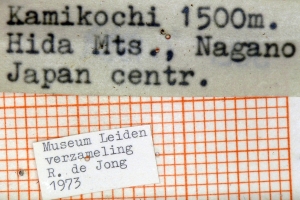 Kamikochi 1500m.
Hida Mts., Nagano
Japan centr.
Museum Leiden
verzameling
R. de Jong
1973